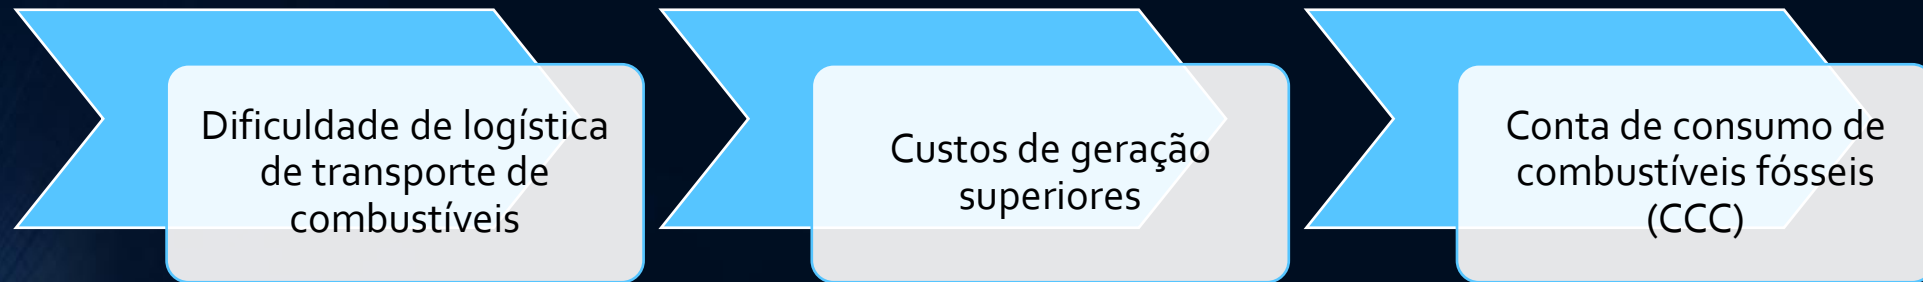 Dificuldade de logística
de transporte de
combustíveis
Custos de geração
superiores
Conta de consumo de
combustíveis fósseis
(CCC)